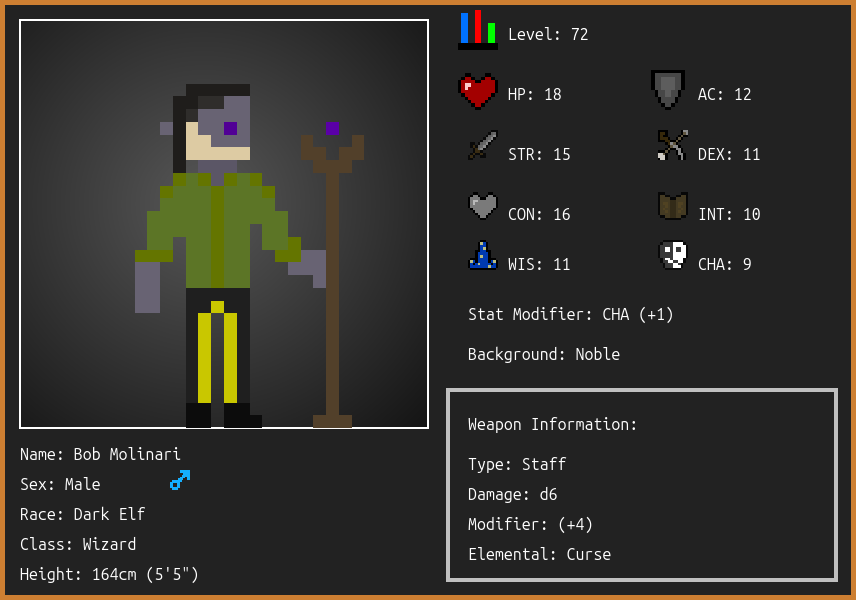 Level: 72
HP: 18
AC: 12
STR: 15
DEX: 11
CON: 16
INT: 10
WIS: 11
CHA: 9
Stat Modifier: CHA (+1)
Background: Noble
Name: Bob Molinari
Sex: Male
Race: Dark Elf
Class: Wizard
Height: 164cm (5'5")
Weapon Information:
Type: Staff
Damage: d6
Modifier: (+4)
Elemental: Curse